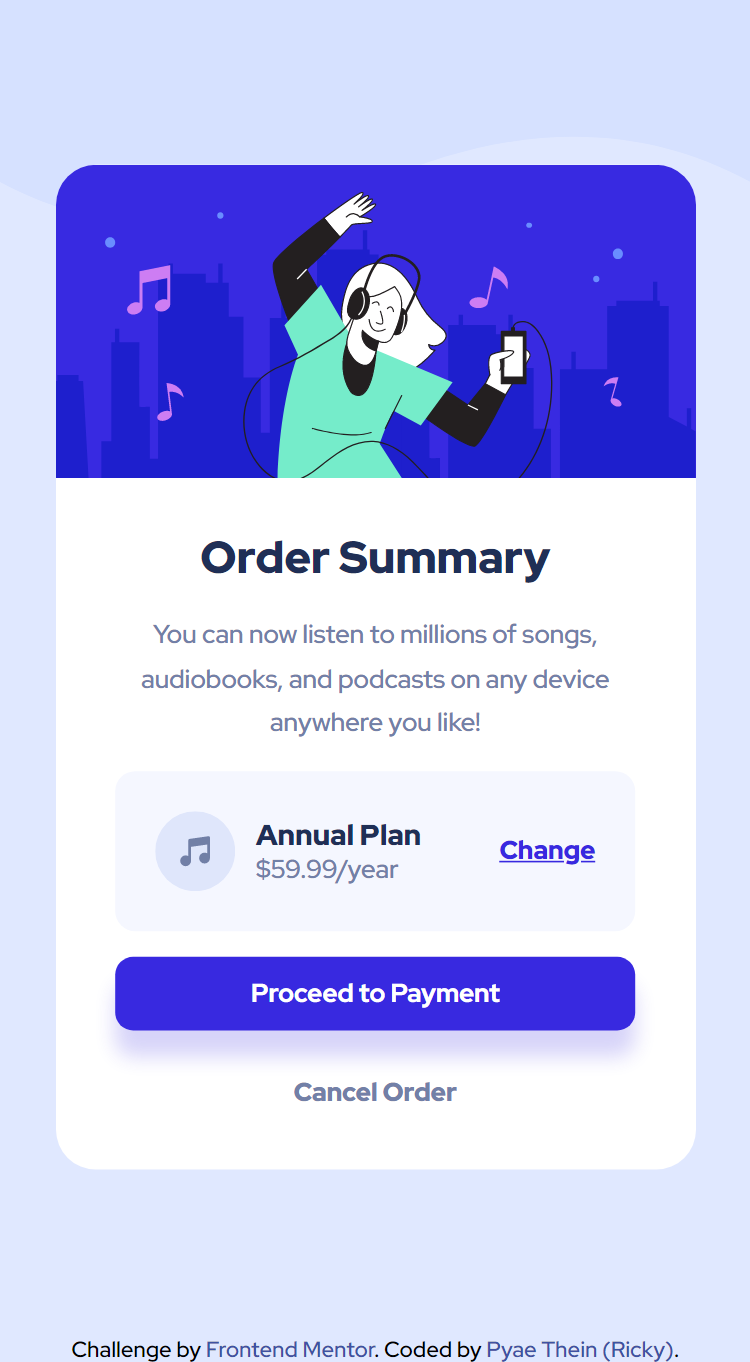 Order Summary
You can now listen to millions of songs,
audiobooks, and podcasts on any device
anywhere you like!
Annual Plan
$59.99/year
Change
Proceed to Payment
Cancel Order
Challenge by Frontend Mentor. Coded by Pyae Thein (Ricky).